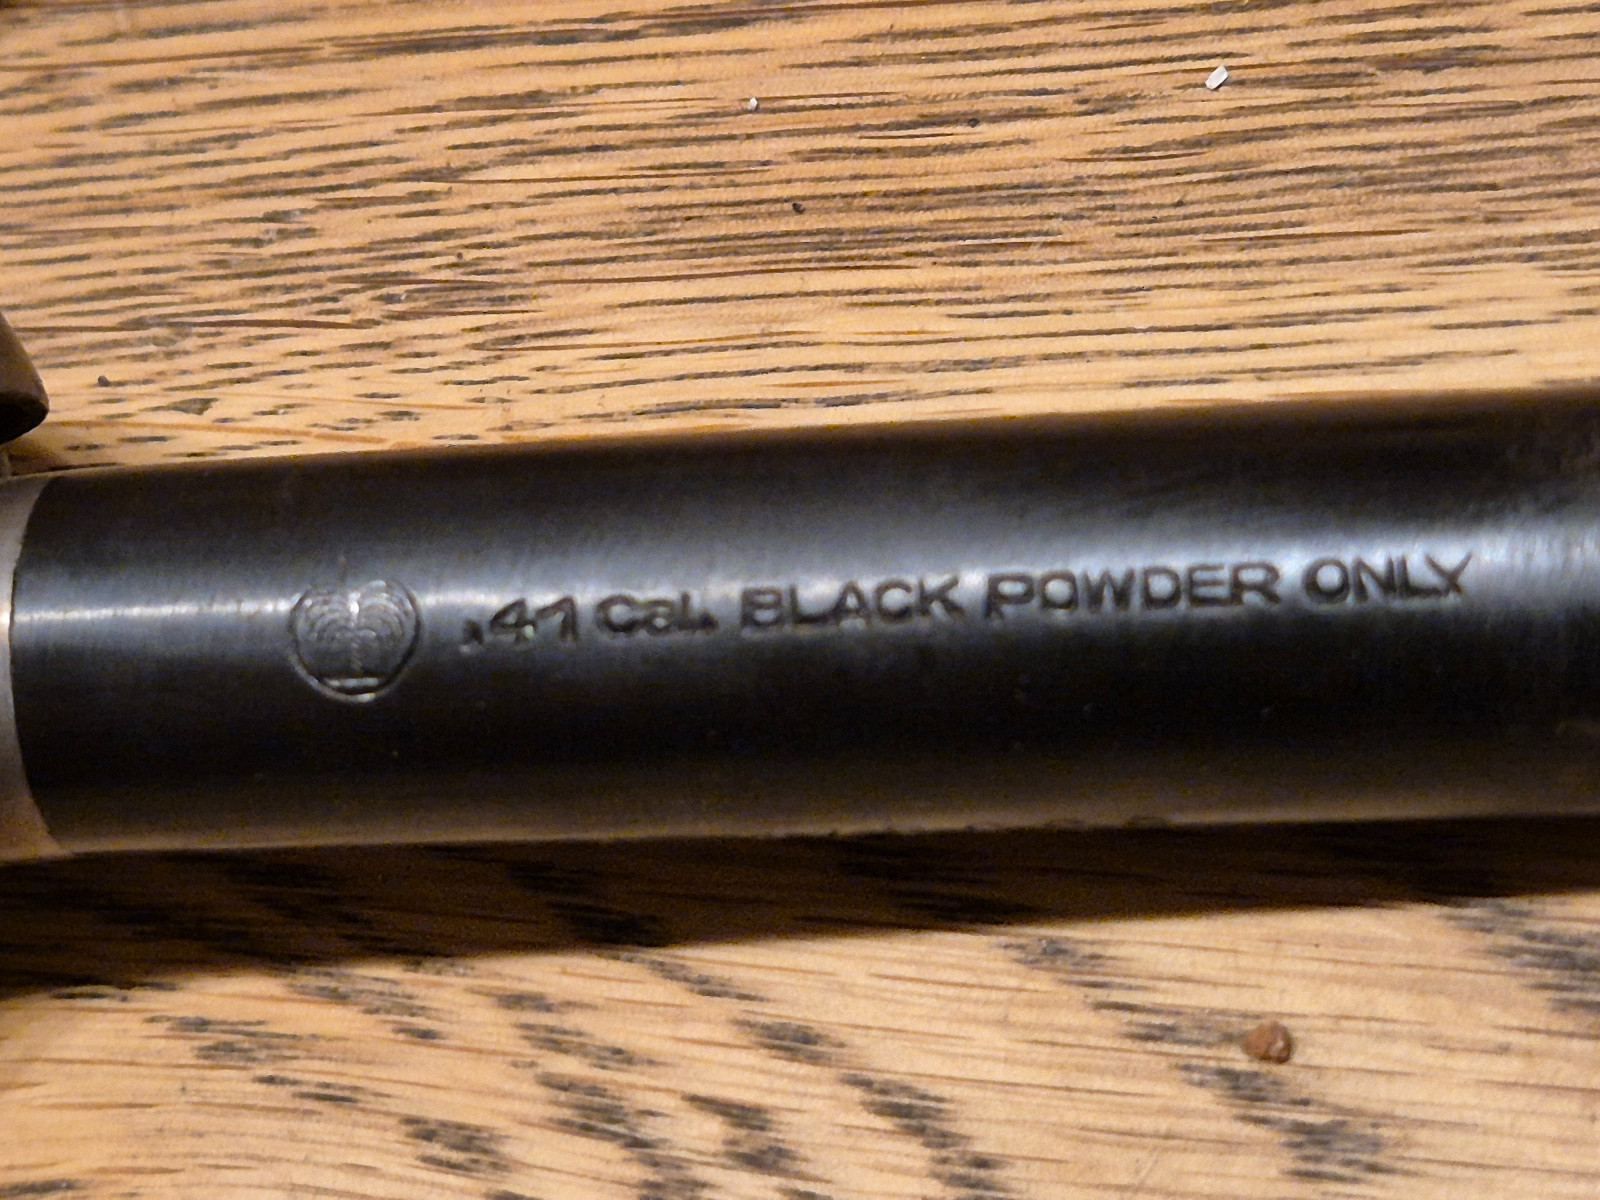 .41 Cal. BLACK POWDER ONLY